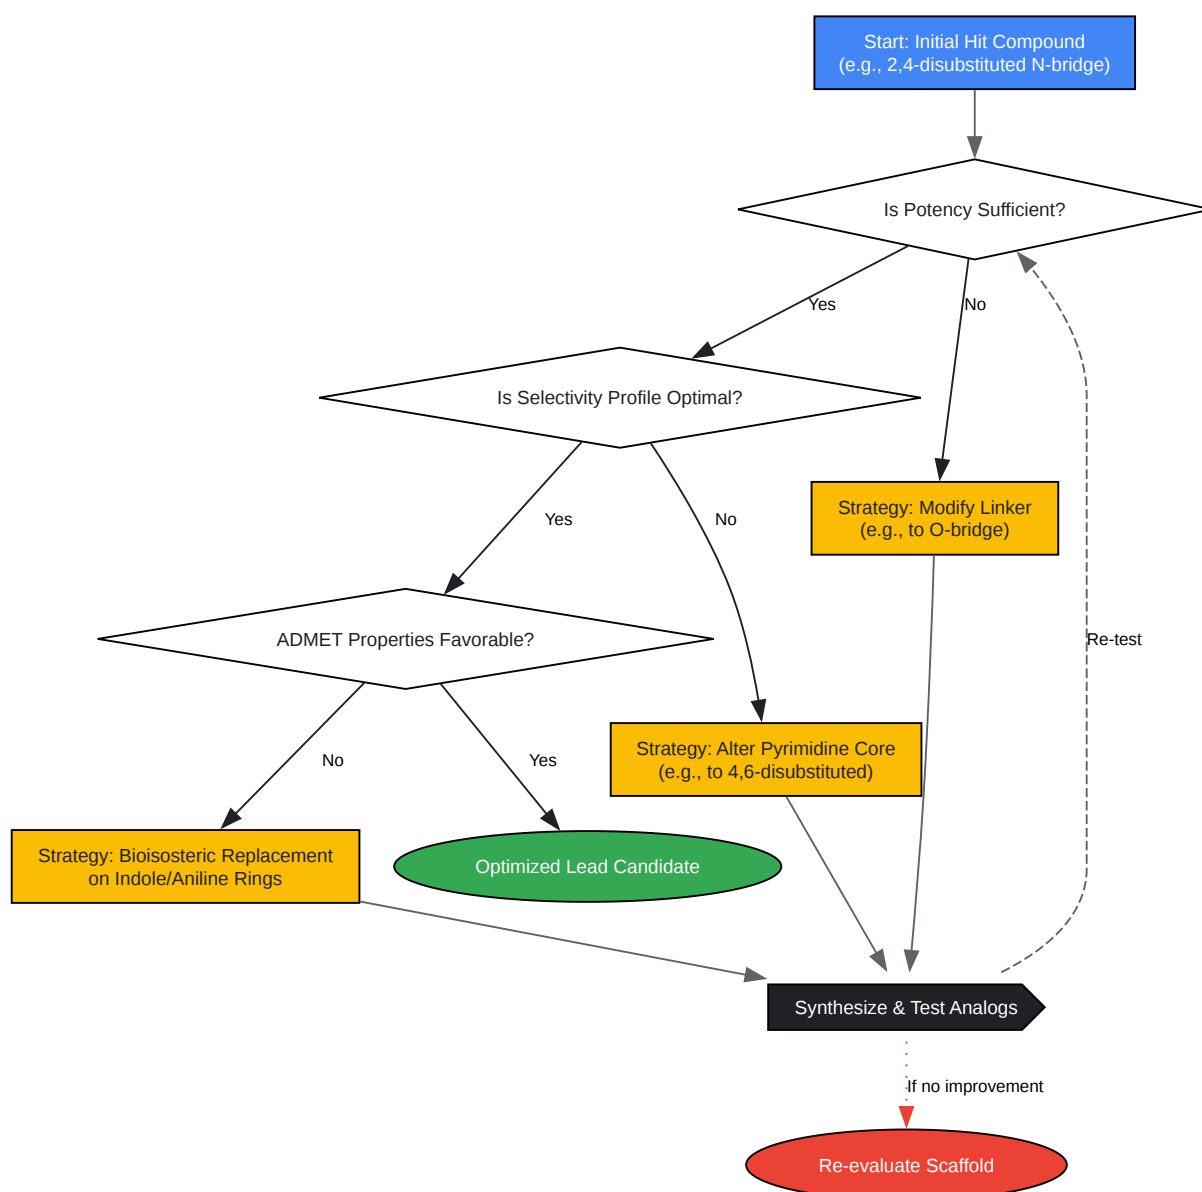 Start: Initial Hit Compound
(e.g., 2,4-disubstituted N-bridge)
Is Potency Sufficient?
Yes
No
Is Selectivity Profile Optimal?
Strategy: Modify Linker
(e.g., to O-bridge)
Yes
No
ADMET Properties Favorable?
Re-test
No
Yes
Strategy: Alter Pyrimidine Core
(e.g., to 4,6-disubstituted)
Strategy: Bioisosteric Replacement
on Indole/Aniline Rings
Optimized Lead Candidate
Synthesize & Test Analogs
If no improvement
Re-evaluate Scaffold